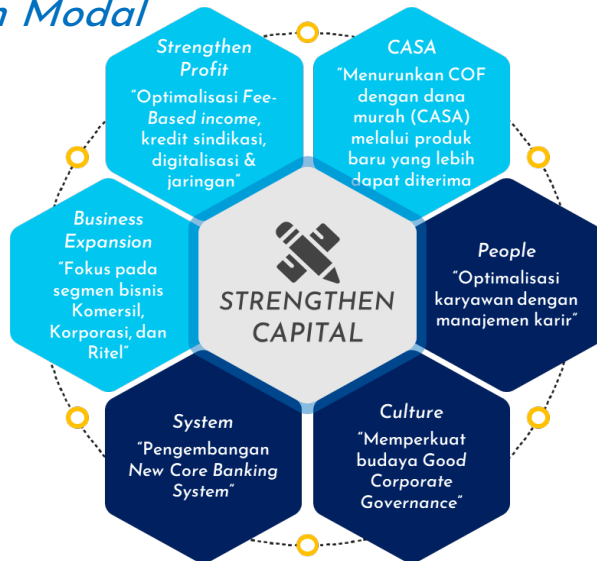 Modal
Strengthen
Profit
"Optimalisasi Fee-
Based income,
kredit sindikasi,
digitalisasi &
jaringan"
CASA
"Menurunkan COF
dengan dana
murah (CASA)
melalui produk
baru yang lebih
dapat diterima
Business
Expansion
"Fokus pada
segmen bisnis
Komersil,
Korporasi, dan
Ritel"
STRENGTHEN
CAPITAL
People
"Optimalisasi
karyawan dengan
manajemen karir"
System
"Pengembangan
New Core Banking
System"
Culture
"Memperkuat
budaya Good
Corporate
Governance"